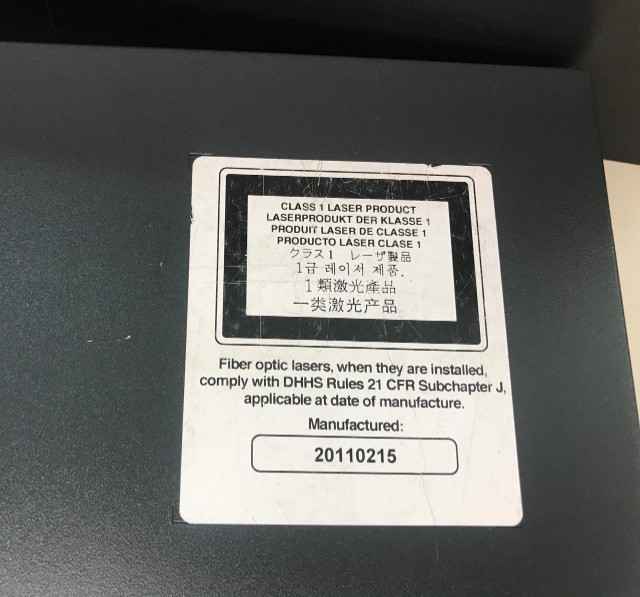 CLASS 1 LASER PRODUCT
LASERPRODUKT DER KLASSE 1
PRODUIT LASER DE CLASSE 1
PRODUCTO LASER CLASE 1
クラス1 レーザ製品
1급 레이저 제품.
1類激光產品
一类激光产品
Fiber optic lasers, when they are installed,
comply with DHHS Rules 21 CFR Subchapter J,
applicable at date of manufacture.
Manufactured:
20110215